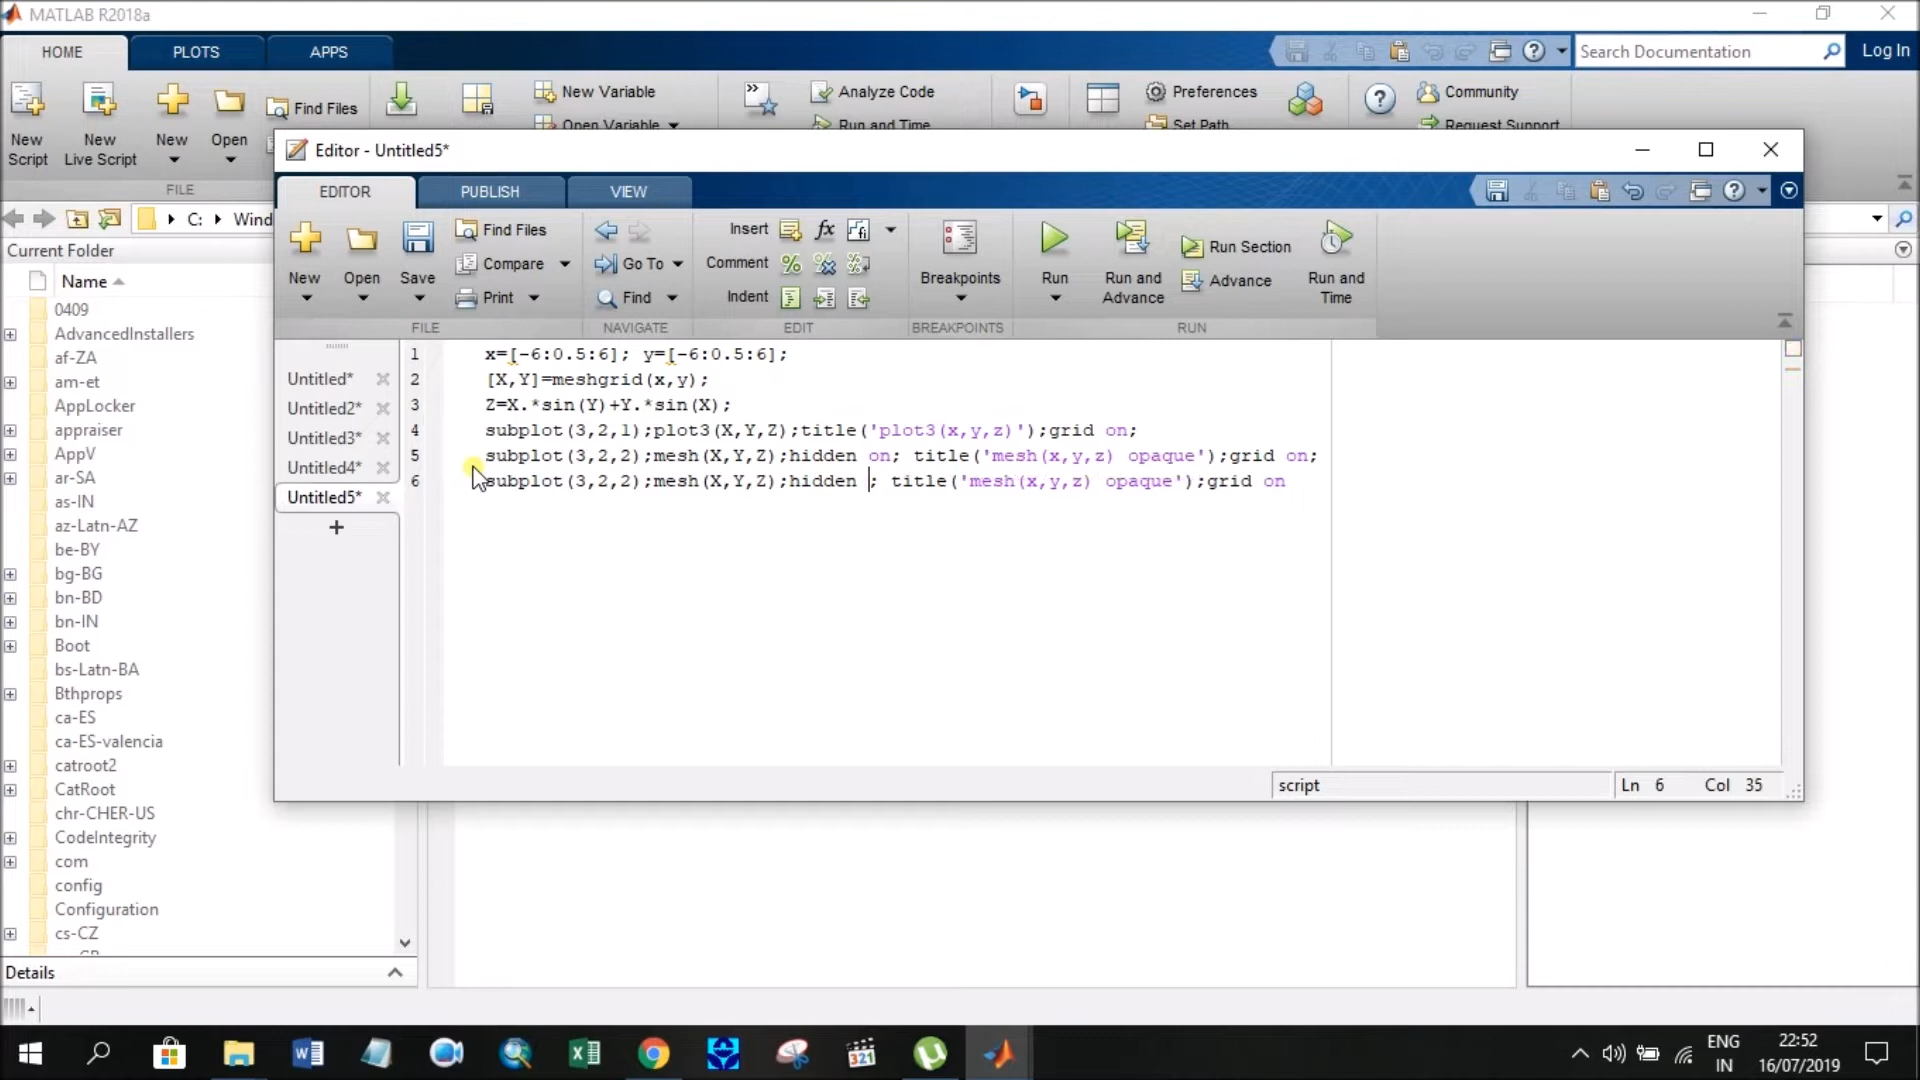 MATLAB R2018a
HOME PLOTS APPS
Search Documentation
Log In
Find Files
New Variable
Analyze Code
Preferences
Community
Open Variable
Run and Time
Set Path
Request Support
New Script
New Live Script
New
Open
FILE
Editor - Untitled5*
EDITOR PUBLISH VIEW
C: Wind
Current Folder
Name
New
Open
Save
Find Files
Compare
Print
Go To
Find
Insert
Comment
Indent
Breakpoints
Run
Run and Advance
Run Section
Advance
Run and Time
FILE NAVIGATE EDIT BREAKPOINTS RUN
Untitled*
Untitled2*
Untitled3*
Untitled4*
Untitled5*
1 x=[-6:0.5:6]; y=[-6:0.5:6];
2 [X,Y]=meshgrid(x,y);
3 Z=X.*sin(Y)+Y.*sin(X);
4 subplot(3,2,1);plot3(X,Y,Z);title('plot3(x,y,z)');grid on;
5 subplot(3,2,2);mesh(X,Y,Z);hidden on; title('mesh(x,y,z) opaque');grid on;
6 subplot(3,2,2);mesh(X,Y,Z);hidden ; title('mesh(x,y,z) opaque');grid on
script
Ln 6 Col 35
0409
AdvancedInstallers
af-ZA
am-et
AppLocker
appraiser
AppV
ar-SA
as-IN
az-Latn-AZ
be-BY
bg-BG
bn-BD
bn-IN
Boot
bs-Latn-BA
Bthprops
ca-ES
ca-ES-valencia
catroot2
CatRoot
chr-CHER-US
CodeIntegrity
com
config
Configuration
cs-CZ
Details
321
ENG
IN
22:52
16/07/2019